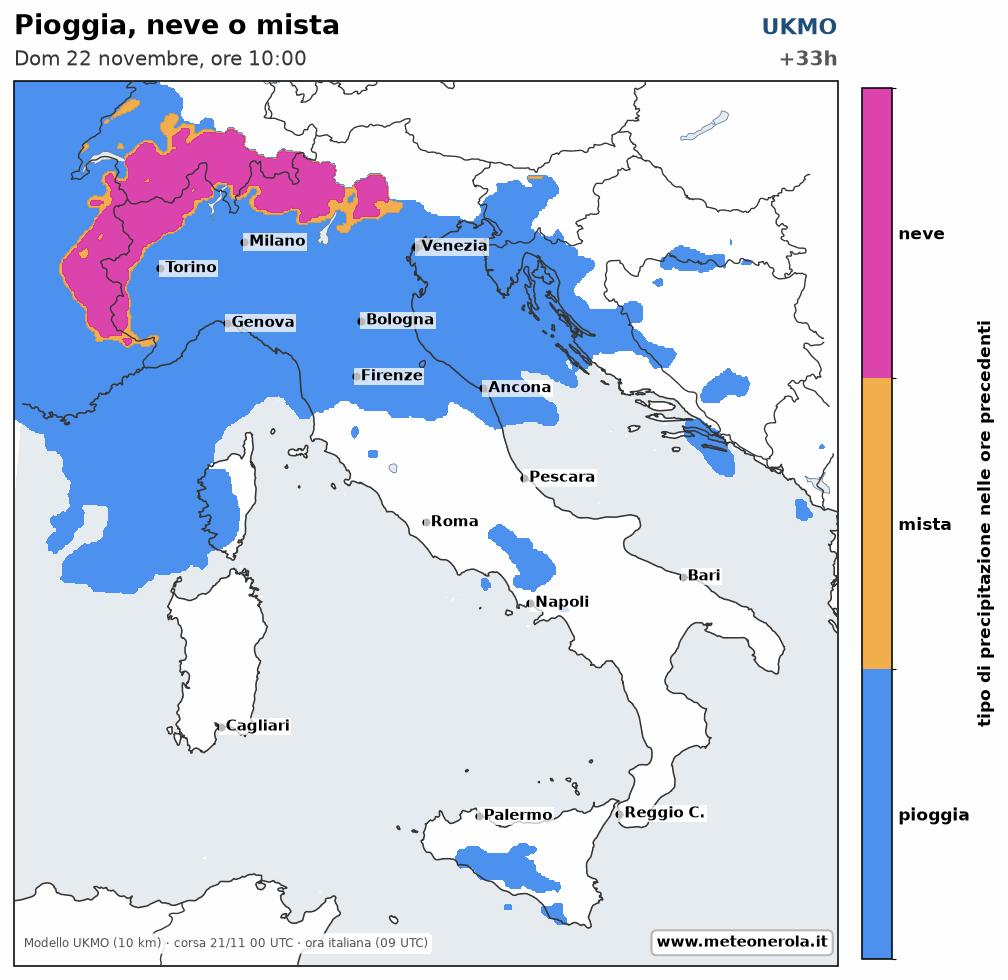 Pioggia, neve o mista
UKMO
Dom 22 novembre, ore 10:00
+33h
neve
mista
pioggia
tipo di precipitazione nelle ore precedenti
Milano
Venezia
Torino
Genova
Bologna
Firenze
Ancona
Pescara
Roma
Bari
Napoli
Cagliari
Palermo
Reggio C.
Modello UKMO (10 km) · corsa 21/11 00 UTC · ora italiana (09 UTC)
www.meteonerola.it